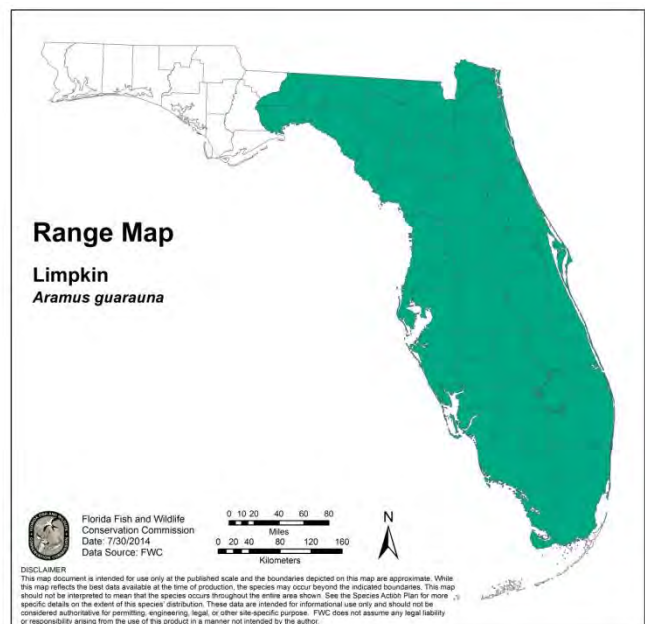 Range Map
Limpkin
Aramus guarauna
Florida Fish and Wildlife
Conservation Commission
Date: 7/30/2014
Data Source: FWC
0 10 20 40 60 80
Miles
0 20 40 80 120 160
Kilometers
N
DISCLAIMER
This map document is intended for use only at the published scale and the boundaries depicted on this map are approximate. While
this map reflects the best data available at the time of production, the species may occur beyond the indicated boundaries. This map
should not be interpreted to mean that the species occurs throughout the entire area shown. See the Species Action Plan for more
specific details on the extent of this species' distribution. These data are intended for informational use only and should not be
considered authoritative for permitting, engineering, legal, or other site-specific purpose. FWC does not assume any legal liability
or responsibility arising from the use of this product in a manner not intended by the author.